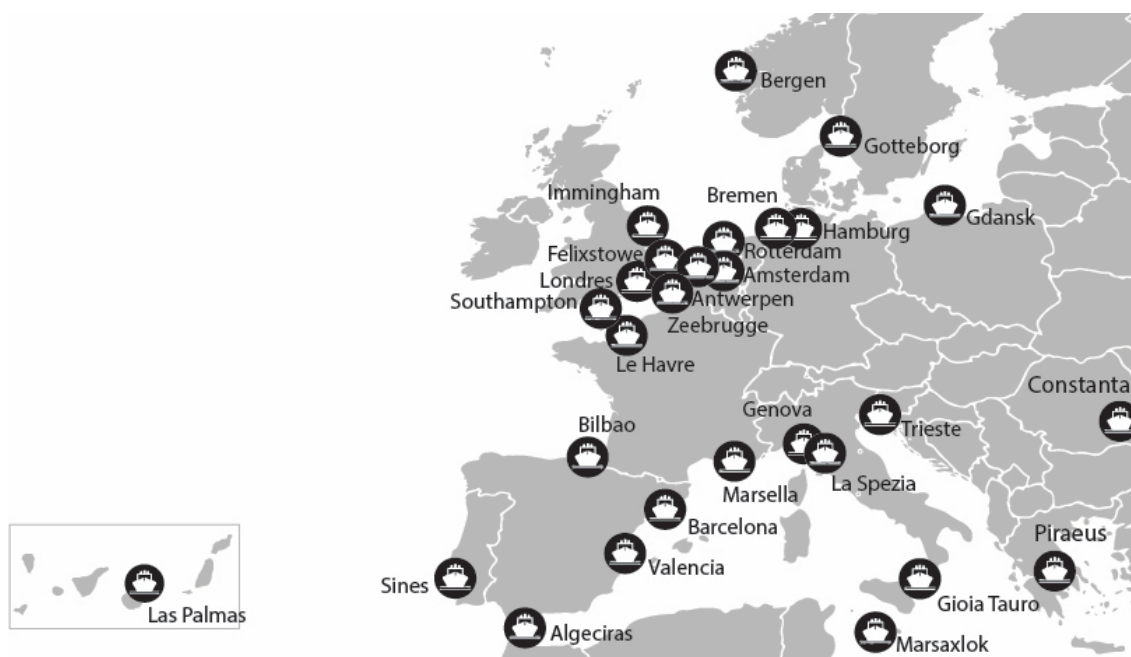 Bergen
Gotteborg
Immingham
Bremen
Gdansk
Hamburg
Felixstowe
Rotterdam
Londres
Amsterdam
Southampton
Antwerpen
Zeebrugge
Le Havre
Constanta
Genova
Bilbao
Trieste
Marsella
La Spezia
Barcelona
Piraeus
Valencia
Sines
Gioia Tauro
Las Palmas
Algeciras
Marsaxlok